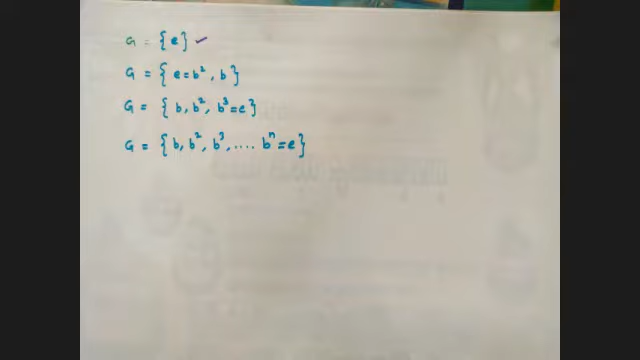 G = {e} ✓
G = {e=b², b}
G = {b, b², b³=e}
G = {b, b², b³, .... bⁿ=e}